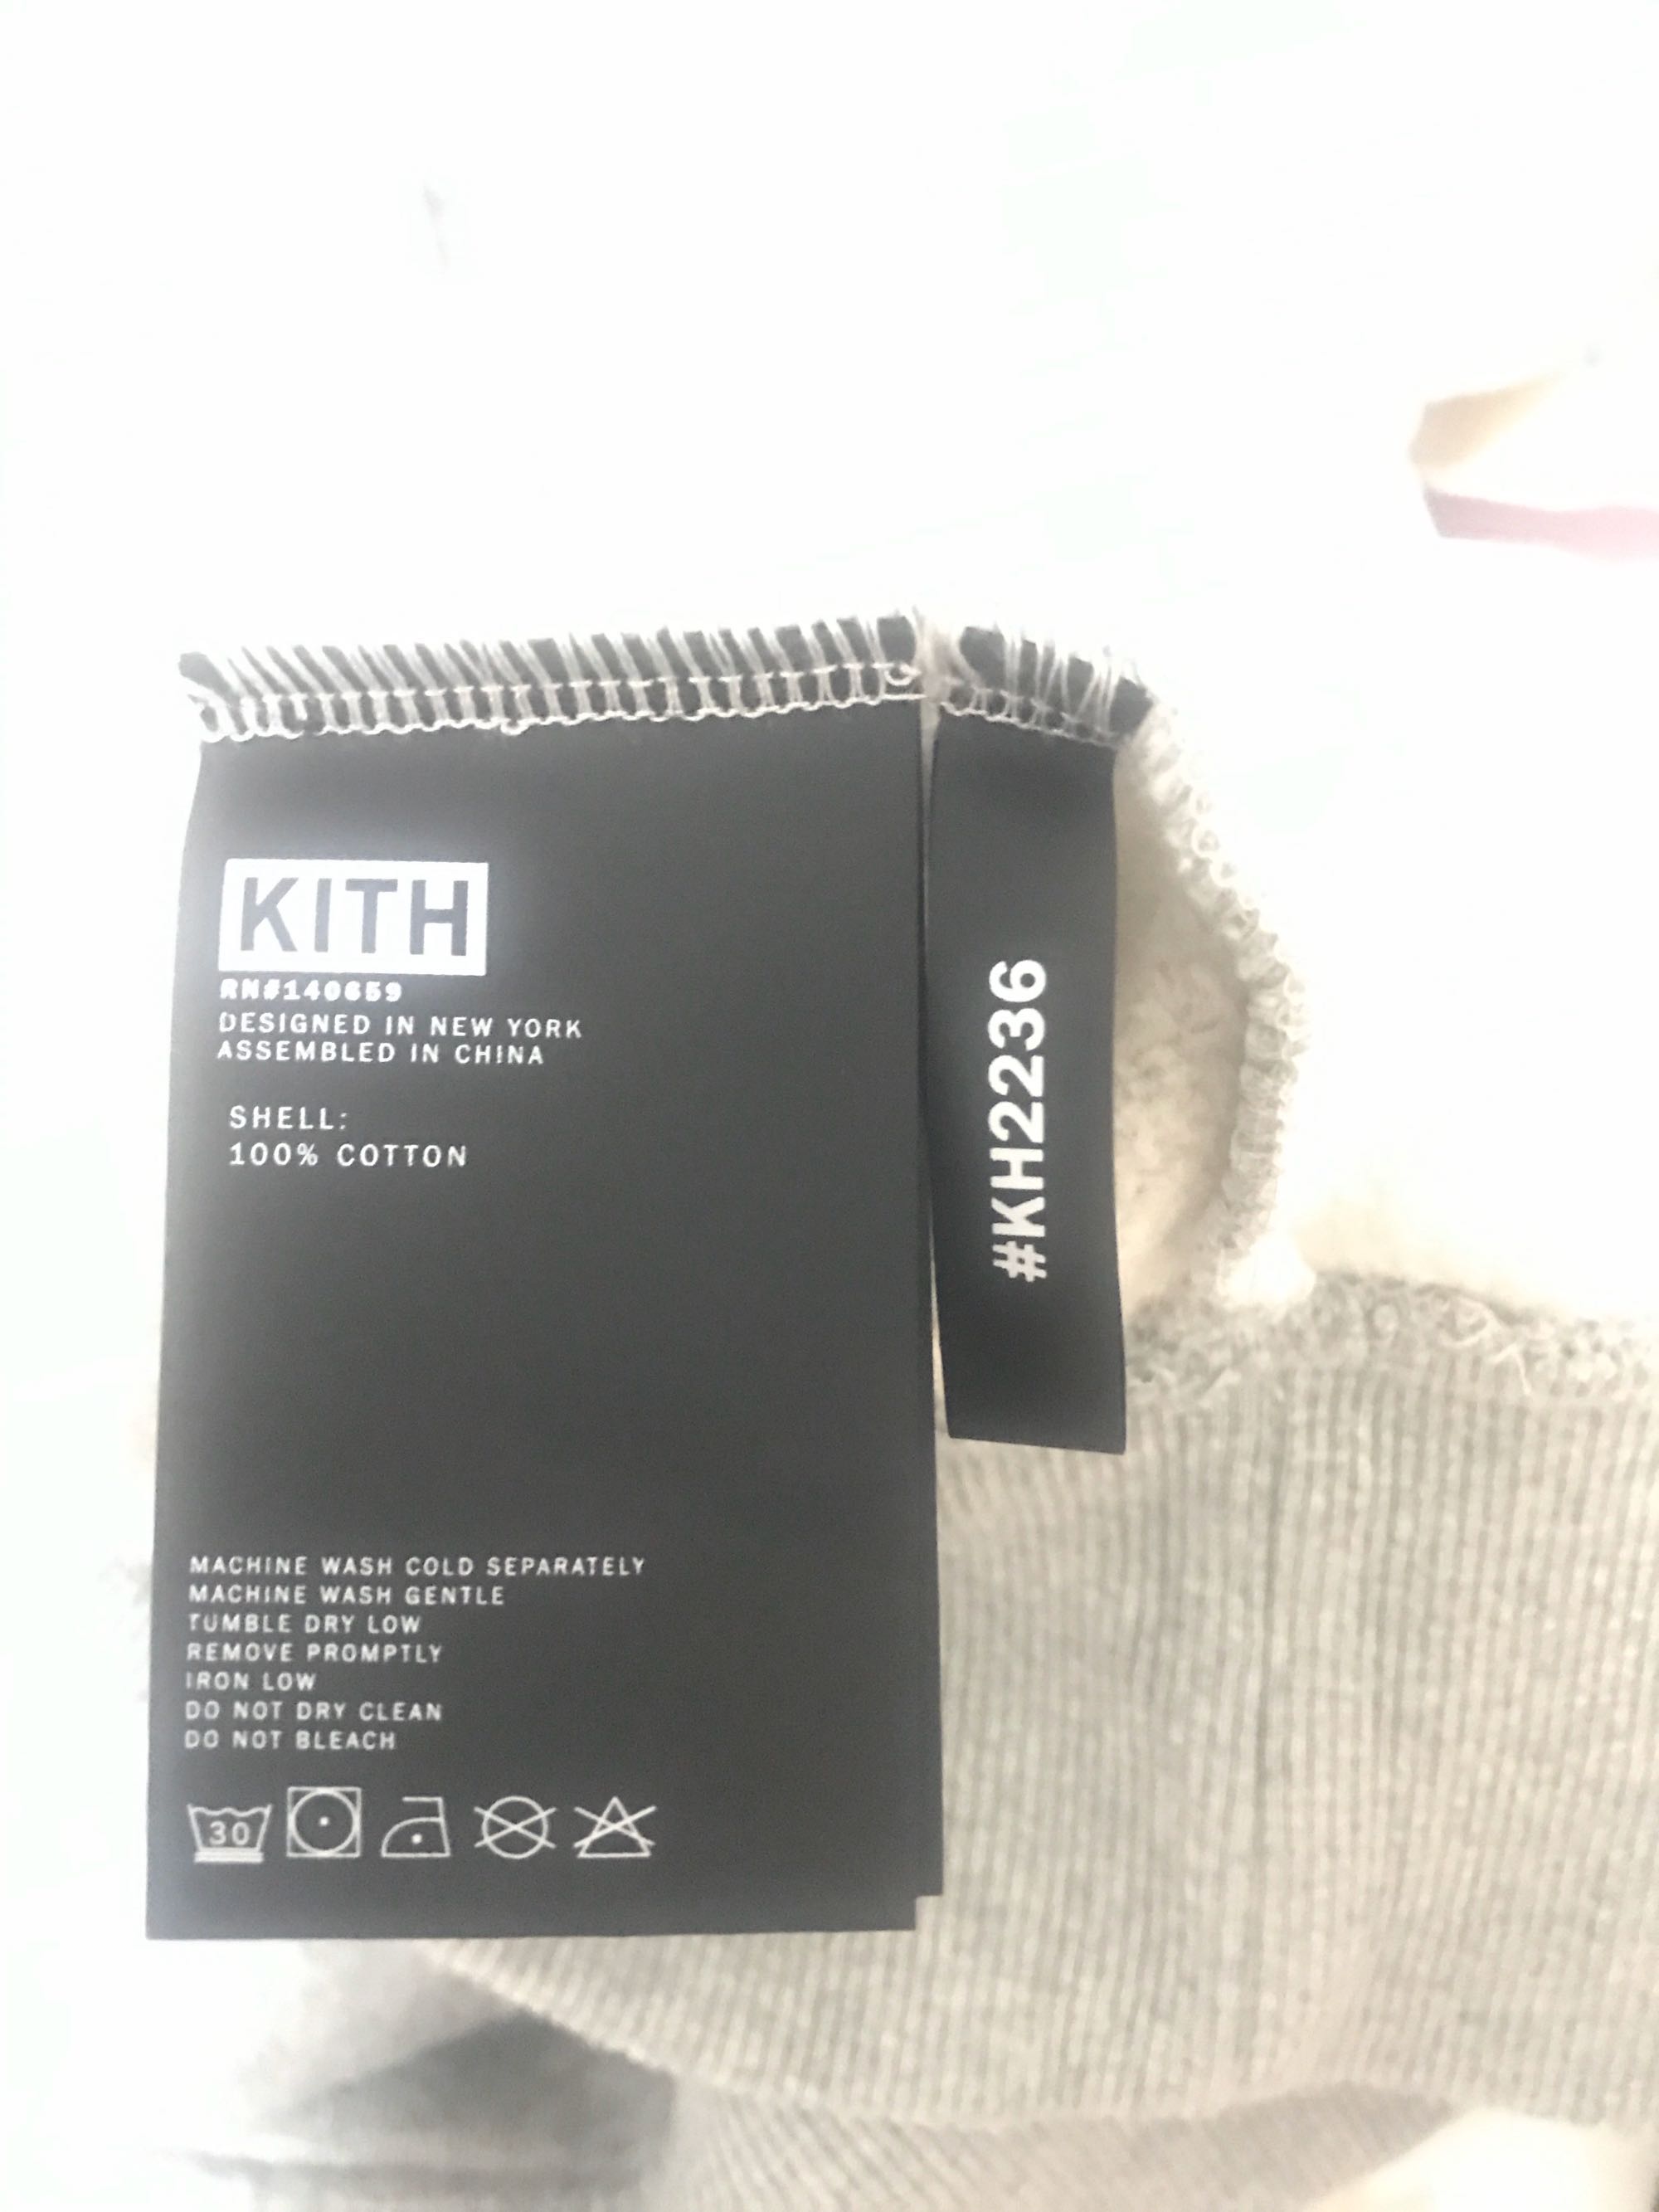 KITH
RN#140659
DESIGNED IN NEW YORK
ASSEMBLED IN CHINA
SHELL:
100% COTTON
MACHINE WASH COLD SEPARATELY
MACHINE WASH GENTLE
TUMBLE DRY LOW
REMOVE PROMPTLY
IRON LOW
DO NOT DRY CLEAN
DO NOT BLEACH
30
#KH2236